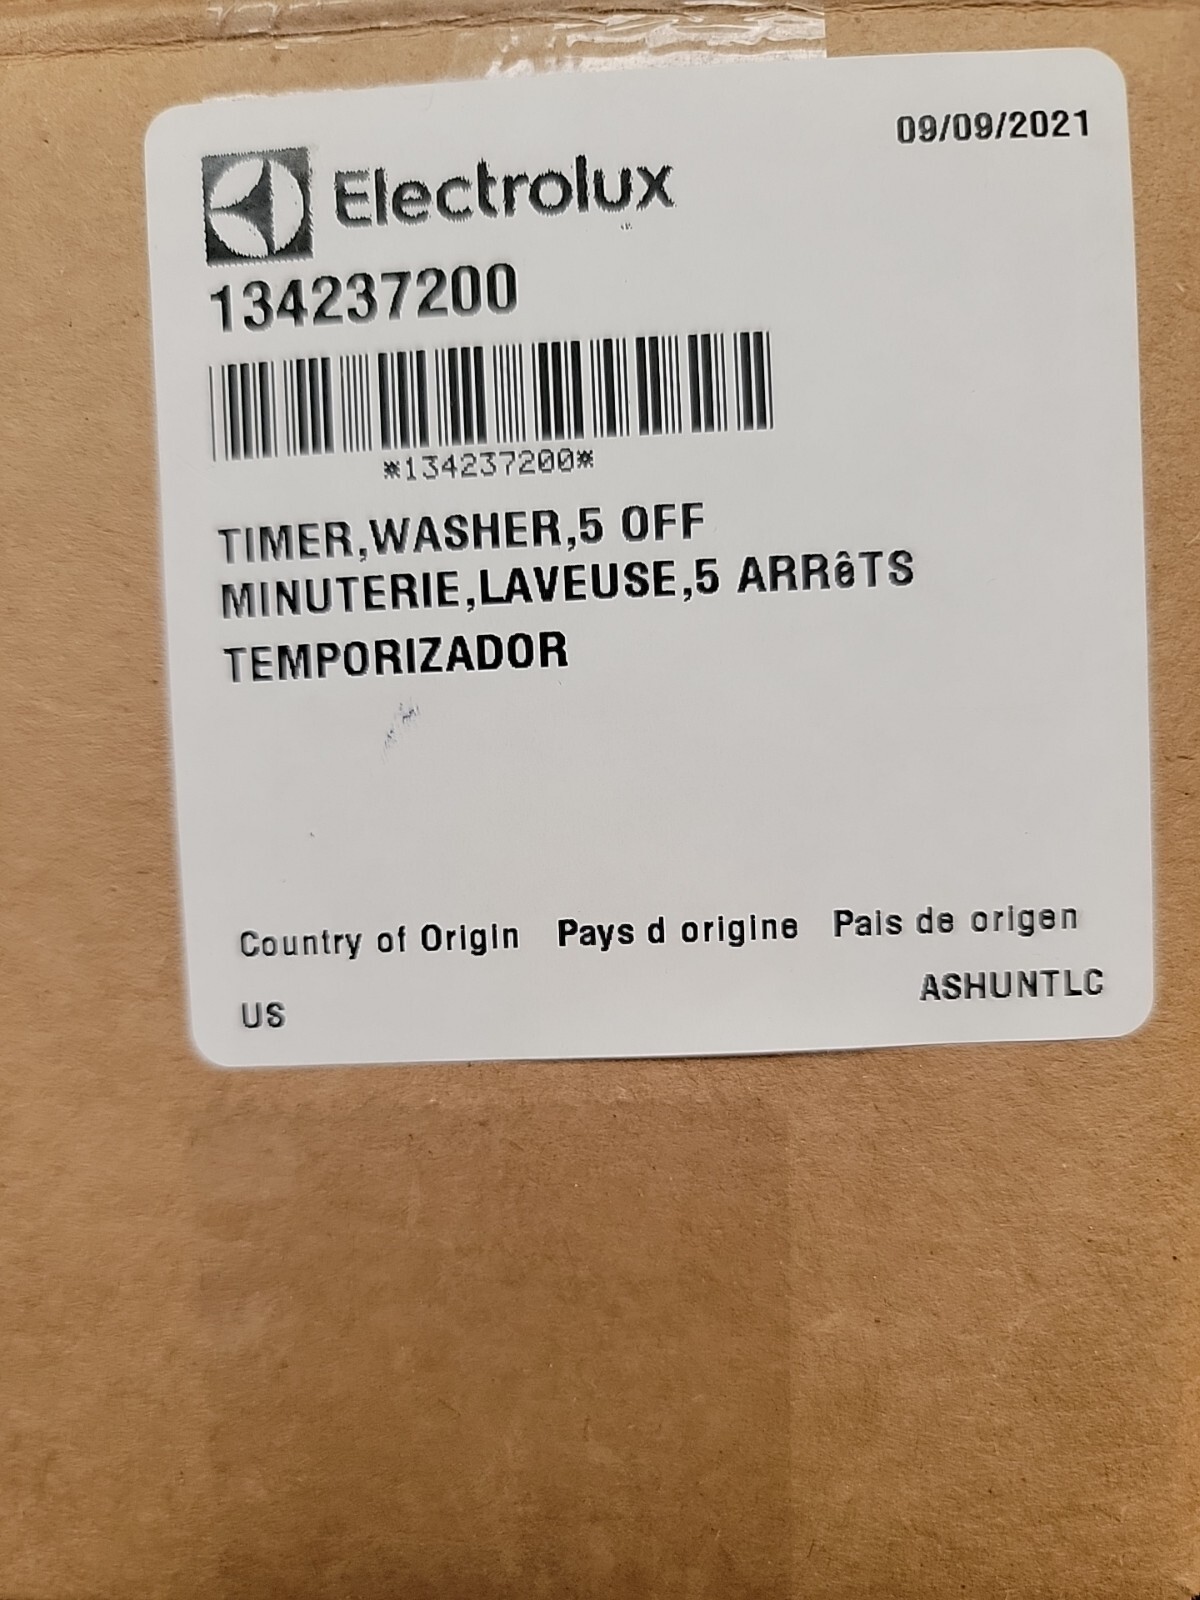 09/09/2021
Electrolux
134237200
*134237200*
TIMER,WASHER,5 OFF
MINUTERIE,LAVEUSE,5 ARRêTS
TEMPORIZADOR
Country of Origin Pays d origine Pais de origen
US ASHUNTLC